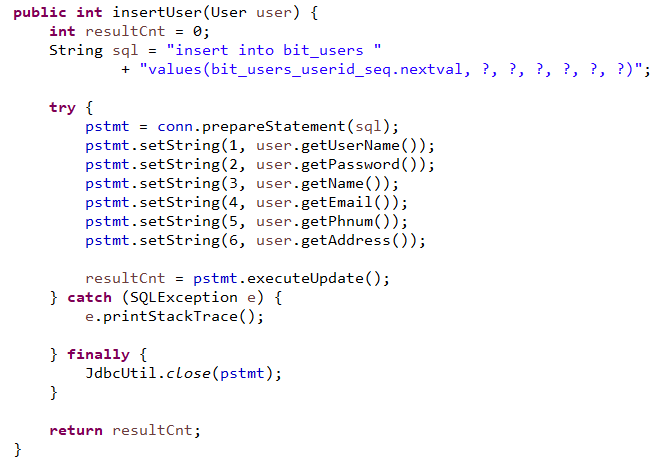 public int insertUser(User user) {
    int resultCnt = 0;
    String sql = "insert into bit_users "
            + "values(bit_users_userid_seq.nextval, ?, ?, ?, ?, ?, ?)";

    try {
        pstmt = conn.prepareStatement(sql);
        pstmt.setString(1, user.getUserName());
        pstmt.setString(2, user.getPassword());
        pstmt.setString(3, user.getName());
        pstmt.setString(4, user.getEmail());
        pstmt.setString(5, user.getPhnum());
        pstmt.setString(6, user.getAddress());

        resultCnt = pstmt.executeUpdate();
    } catch (SQLException e) {
        e.printStackTrace();

    } finally {
        JdbcUtil.close(pstmt);
    }

    return resultCnt;
}